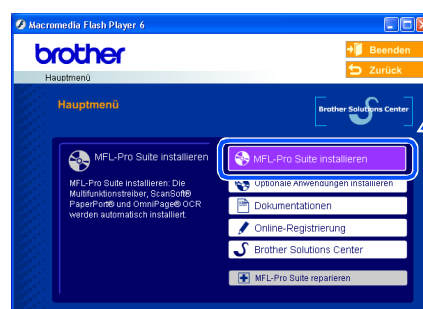 Macromedia Flash Player 6
brother
Beenden
Zurück
Hauptmenü
Hauptmenü
Brother Solutions Center
MFL-Pro Suite installieren
MFL-Pro Suite installieren: Die
Multifunktionstreiber, ScanSoft®
PaperPort® und OmniPage® OCR
werden automatisch installiert.
MFL-Pro Suite installieren
Optionale Anwendungen installieren
Dokumentationen
Online-Registrierung
Brother Solutions Center
MFL-Pro Suite reparieren